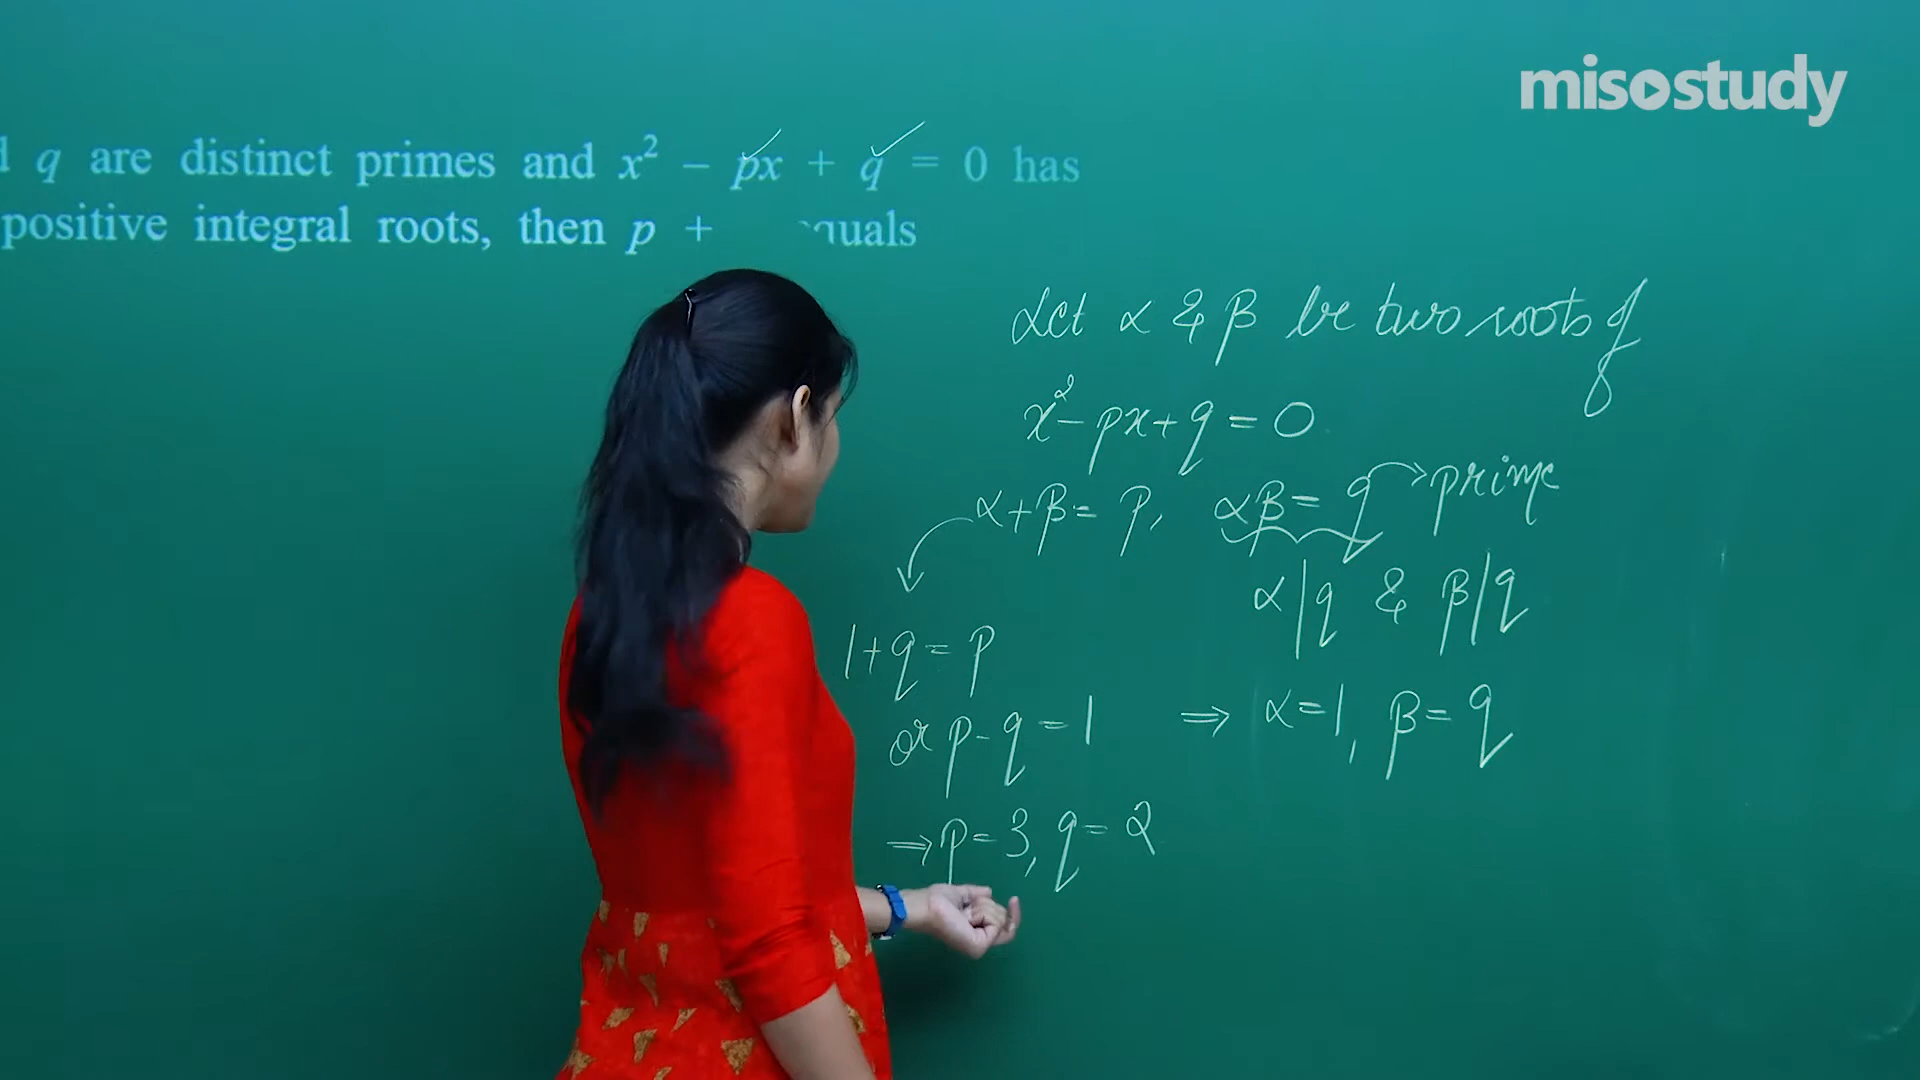 misostudy
q are distinct primes and x² – px + q = 0 has
positive integral roots, then p +
Let α & β be two roots of
x² - px + q = 0
α + β = p, αβ = q → prime
α | q & β | q
1 + q = p
or p - q = 1 ⇒ α = 1, β = q
⇒ p = 3, q = 2